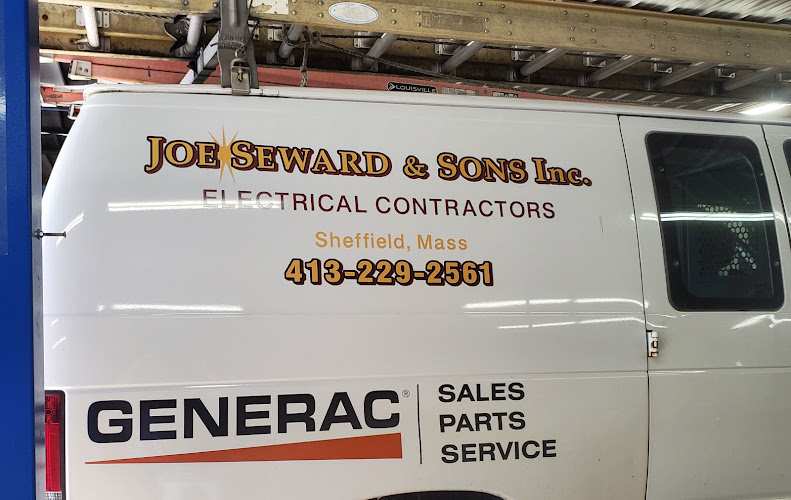 LOUISVILLE
JOE SEWARD & SONS Inc.
ELECTRICAL CONTRACTORS
Sheffield, Mass
413-229-2561
GENERAC®
SALES
PARTS
SERVICE